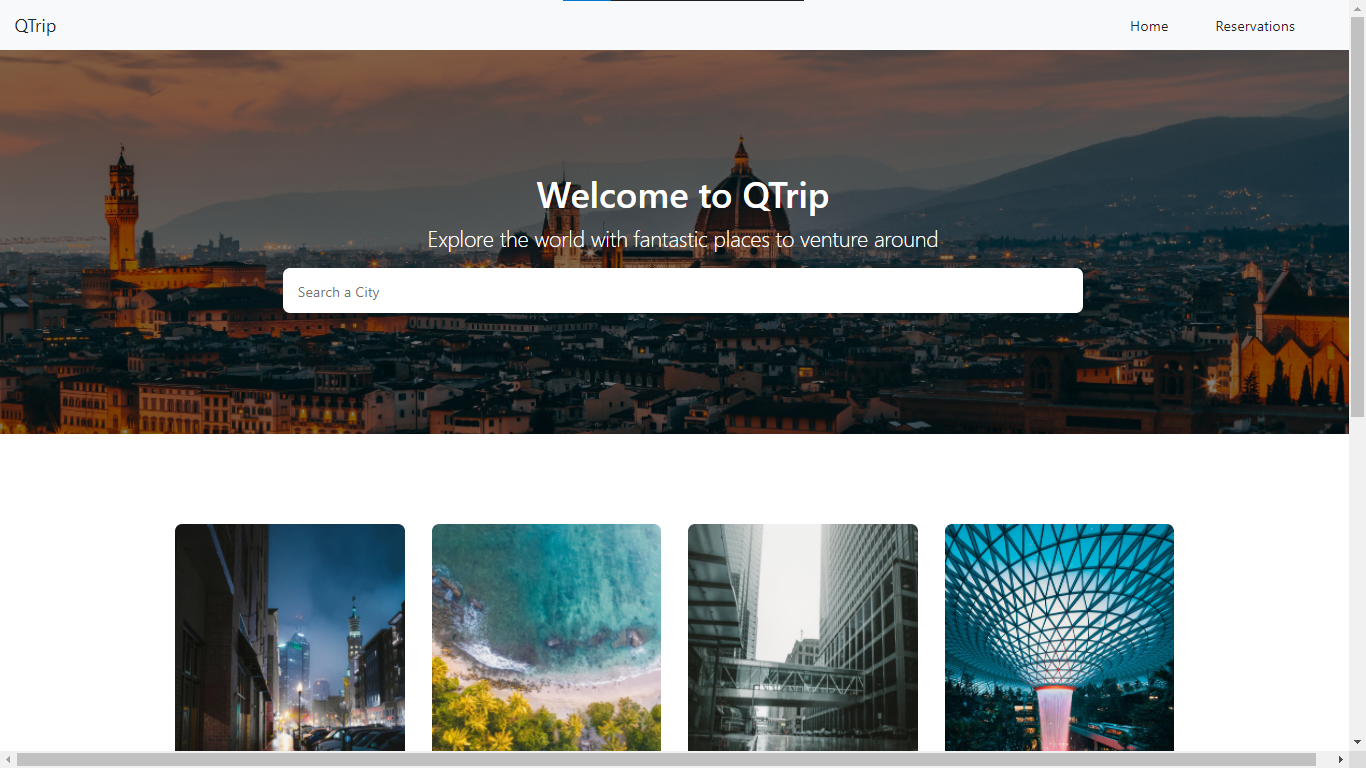 QTrip
Home
Reservations
Welcome to QTrip
Explore the world with fantastic places to venture around
Search a City